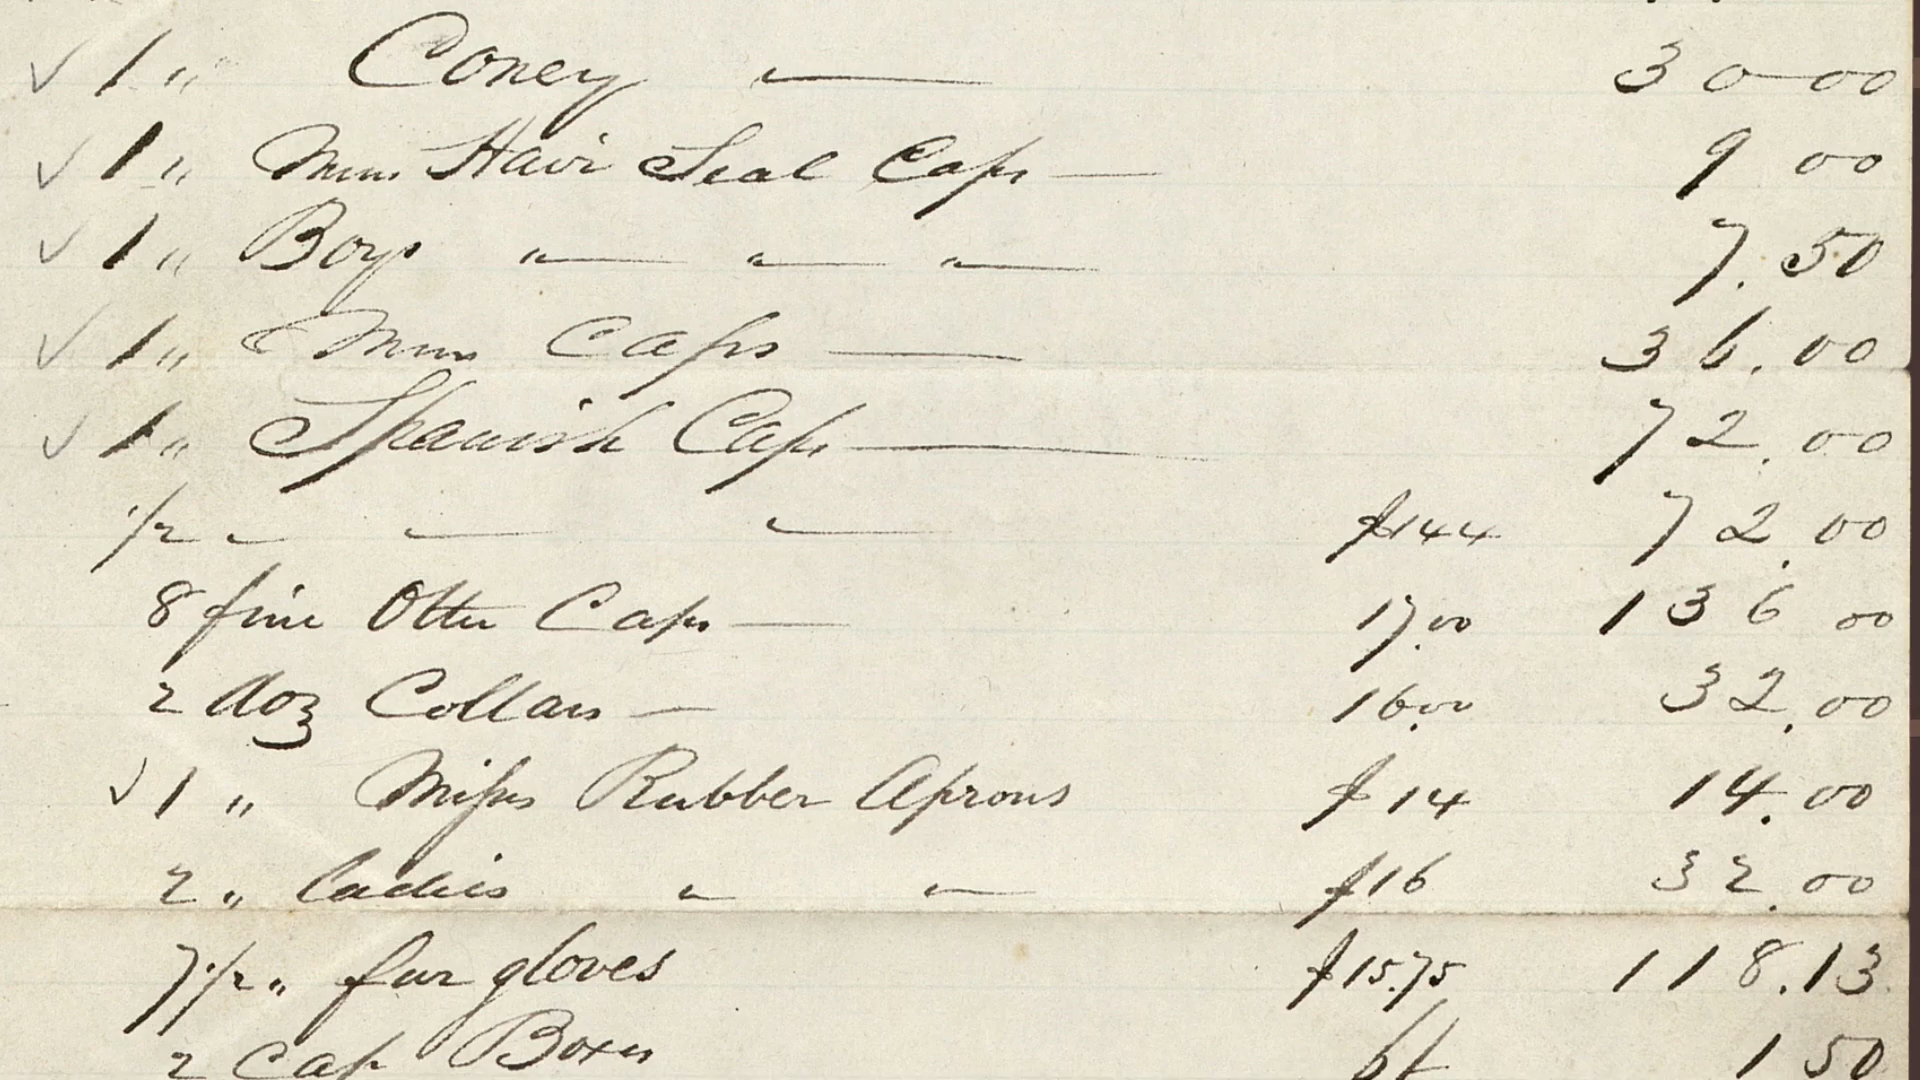 ✓ 1 " Coney — 30 00
✓ 1 " Mens Hair Seal Caps — 9 00
✓ 1 " Boys " — " — " — 7.50
✓ 1 " Mens Caps — 36.00
✓ 1 " Spanish Caps — 72.00
1/2 " " " $144 72.00
8 fine Otter Caps — 17.00 136 00
2 doz Collars — 16.00 32.00
✓ 1 " Misses Rubber Aprons $14 14.00
2 " Ladies " " $16 32.00
7 1/2 " fur gloves $15.75 118.13
2 Cap Boxes 1 50